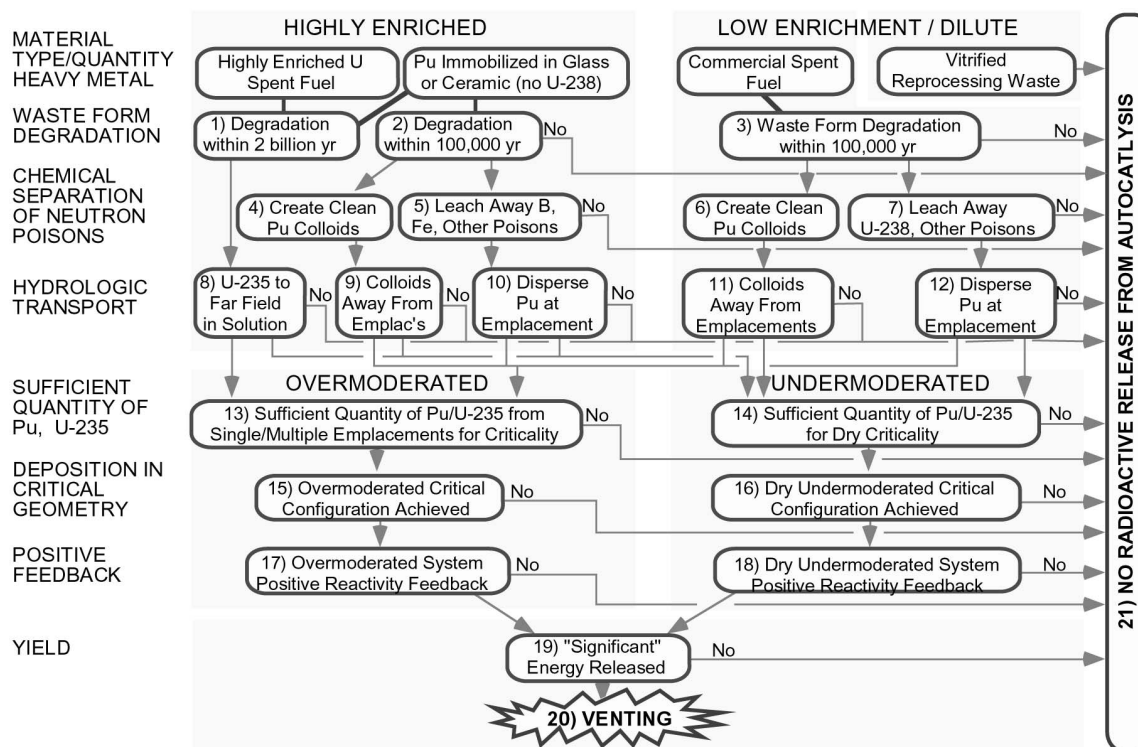 HIGHLY ENRICHED
LOW ENRICHMENT / DILUTE
MATERIAL
TYPE/QUANTITY
HEAVY METAL
Highly Enriched U
Spent Fuel
Pu Immobilized in Glass
or Ceramic (no U-238)
Commercial Spent
Fuel
Vitrified
Reprocessing Waste
WASTE FORM
DEGRADATION
1) Degradation
within 2 billion yr
2) Degradation
within 100,000 yr
No
3) Waste Form Degradation
within 100,000 yr
No
CHEMICAL
SEPARATION
OF NEUTRON
POISONS
4) Create Clean
Pu Colloids
5) Leach Away B,
Fe, Other Poisons
No
6) Create Clean
Pu Colloids
7) Leach Away
U-238, Other Poisons
No
HYDROLOGIC
TRANSPORT
8) U-235 to
Far Field
in Solution
No
9) Colloids
Away From
Emplac's
No
10) Disperse
Pu at
Emplacement
No
11) Colloids
Away From
Emplacements
No
12) Disperse
Pu at
Emplacement
No
OVERMODERATED
UNDERMODERATED
SUFFICIENT
QUANTITY OF
Pu, U-235
13) Sufficient Quantity of Pu/U-235 from
Single/Multiple Emplacements for Criticality
No
14) Sufficient Quantity of Pu/U-235
for Dry Criticality
No
DEPOSITION IN
CRITICAL
GEOMETRY
15) Overmoderated Critical
Configuration Achieved
No
16) Dry Undermoderated Critical
Configuration Achieved
No
POSITIVE
FEEDBACK
17) Overmoderated System
Positive Reactivity Feedback
No
18) Dry Undermoderated System
Positive Reactivity Feedback
No
YIELD
19) "Significant"
Energy Released
No
20) VENTING
21) NO RADIOACTIVE RELEASE FROM AUTOCATLYSIS